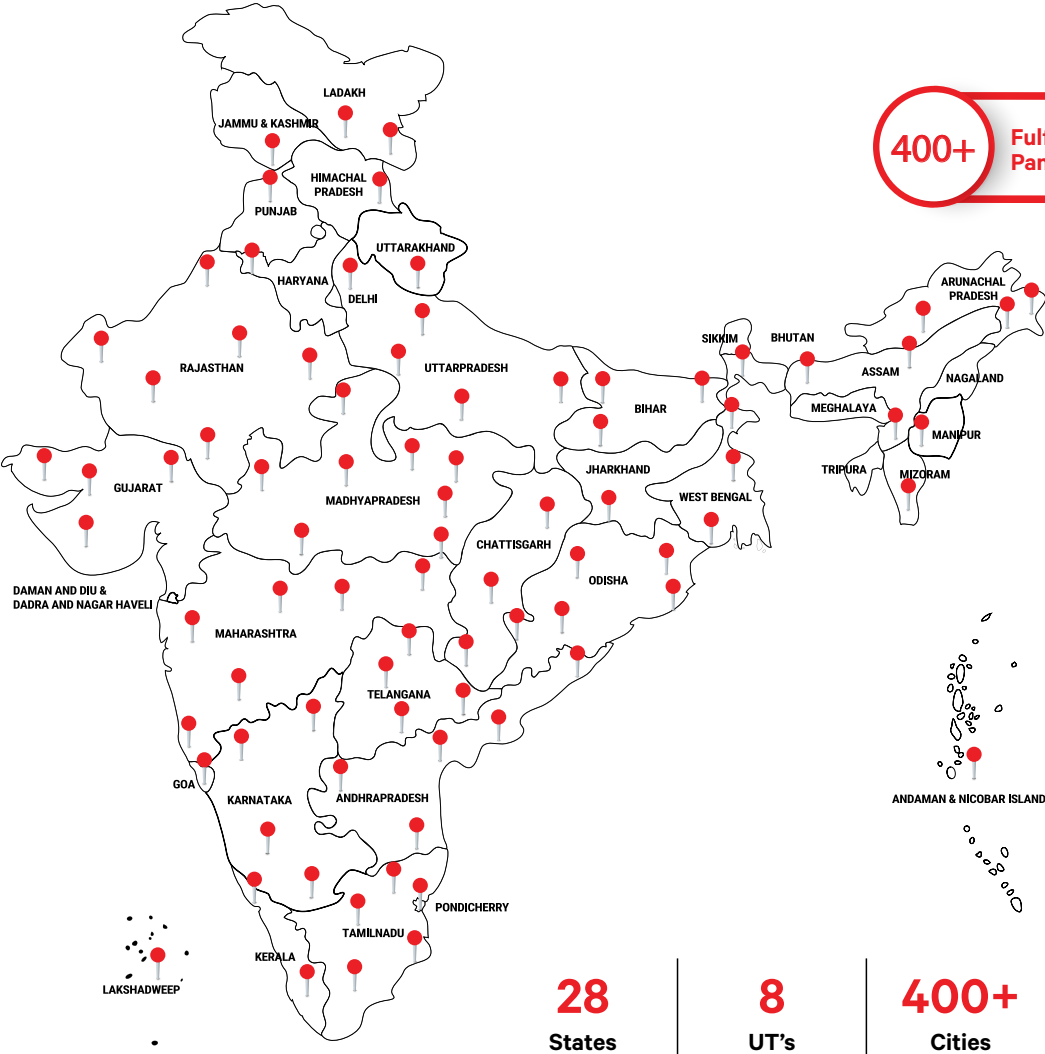 LADAKH
JAMMU & KASHMIR
400+
HIMACHAL
PRADESH
PUNJAB
UTTARAKHAND
HARYANA
DELHI
ARUNACHAL
PRADESH
SIKKIM
BHUTAN
RAJASTHAN
UTTARPRADESH
ASSAM
NAGALAND
BIHAR
MEGHALAYA
MANIPUR
JHARKHAND
TRIPURA
MIZORAM
GUJARAT
MADHYAPRADESH
WEST BENGAL
CHATTISGARH
ODISHA
DAMAN AND DIU &
DADRA AND NAGAR HAVELI
MAHARASHTRA
TELANGANA
GOA
KARNATAKA
ANDHRAPRADESH
ANDAMAN & NICOBAR ISLAND
PONDICHERRY
TAMILNADU
KERALA
LAKSHADWEEP
28
States
8
UT's
400+
Cities